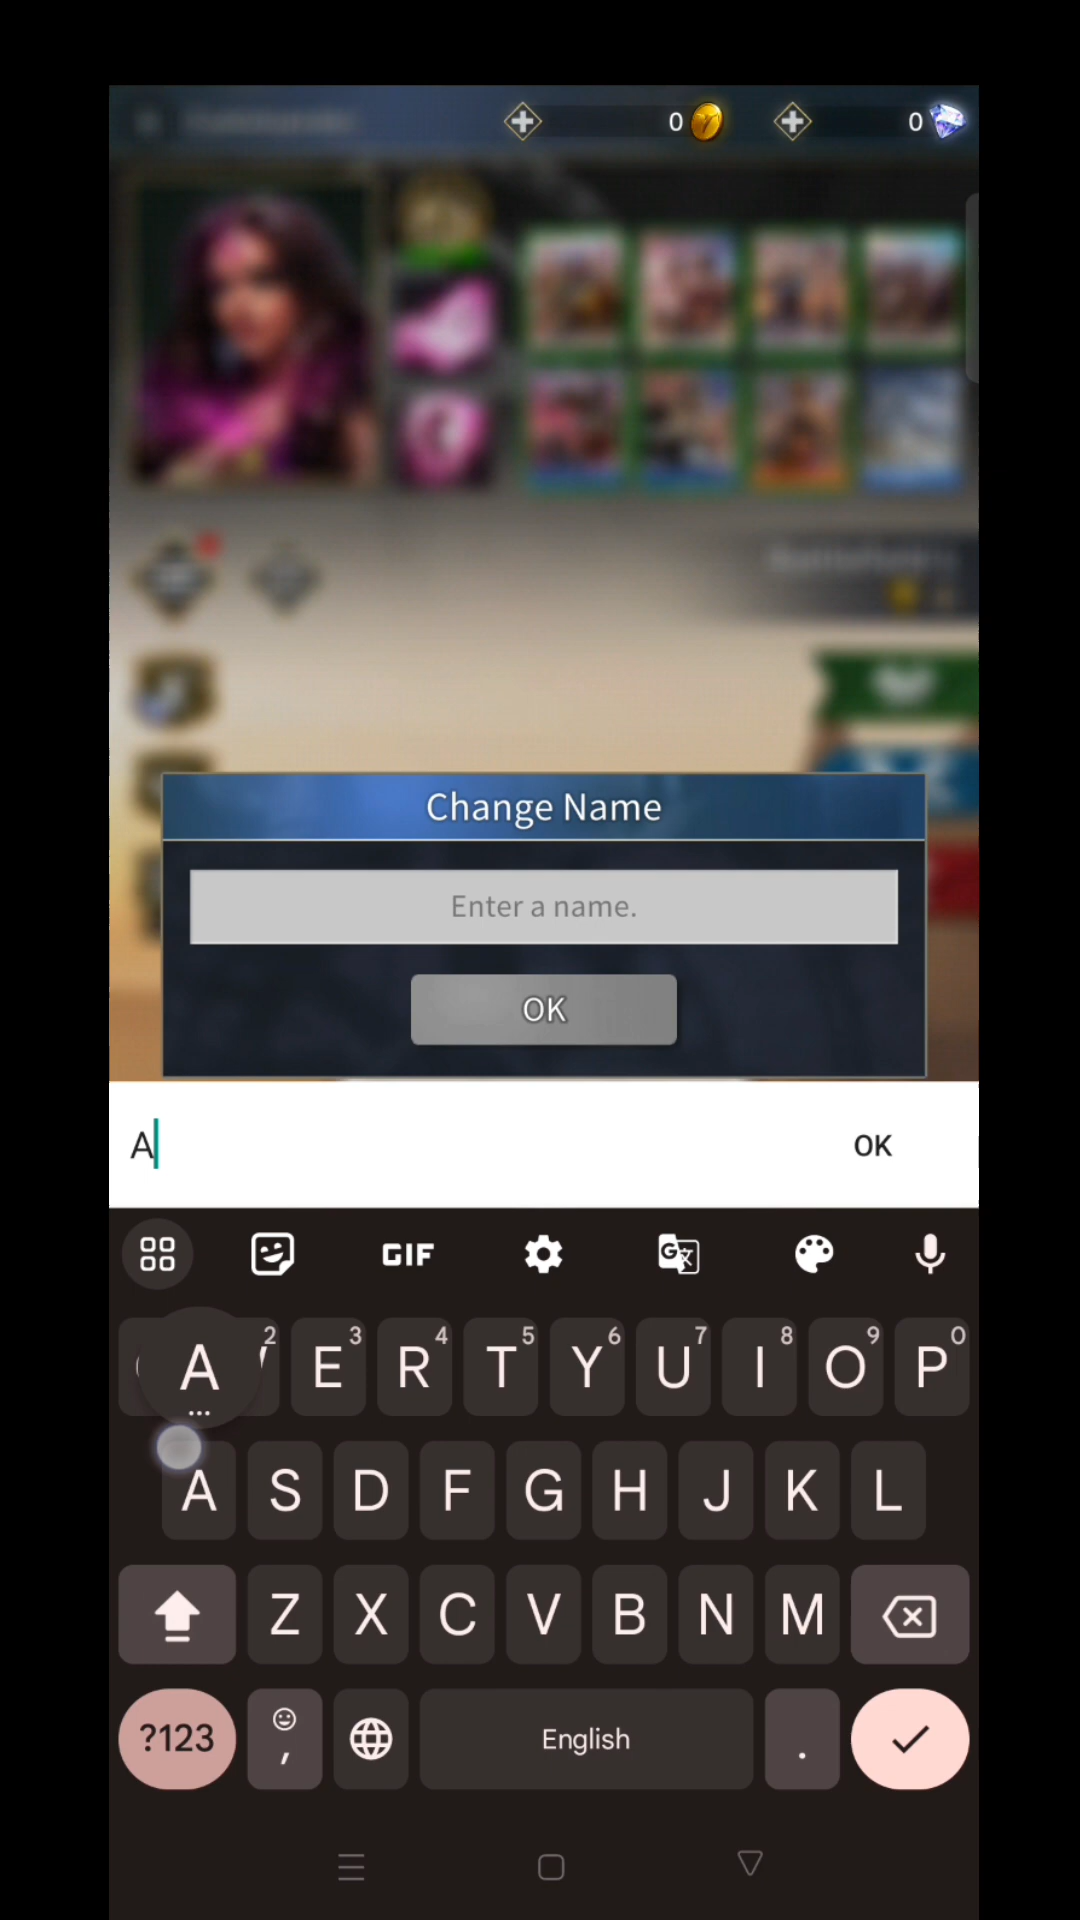 0 0
Change Name
Enter a name.
OK
A OK
GIF
A 2 E 3 R 4 T 5 Y 6 U 7 I 8 O 9 P 0
A S D F G H J K L
Z X C V B N M
?123 , English .